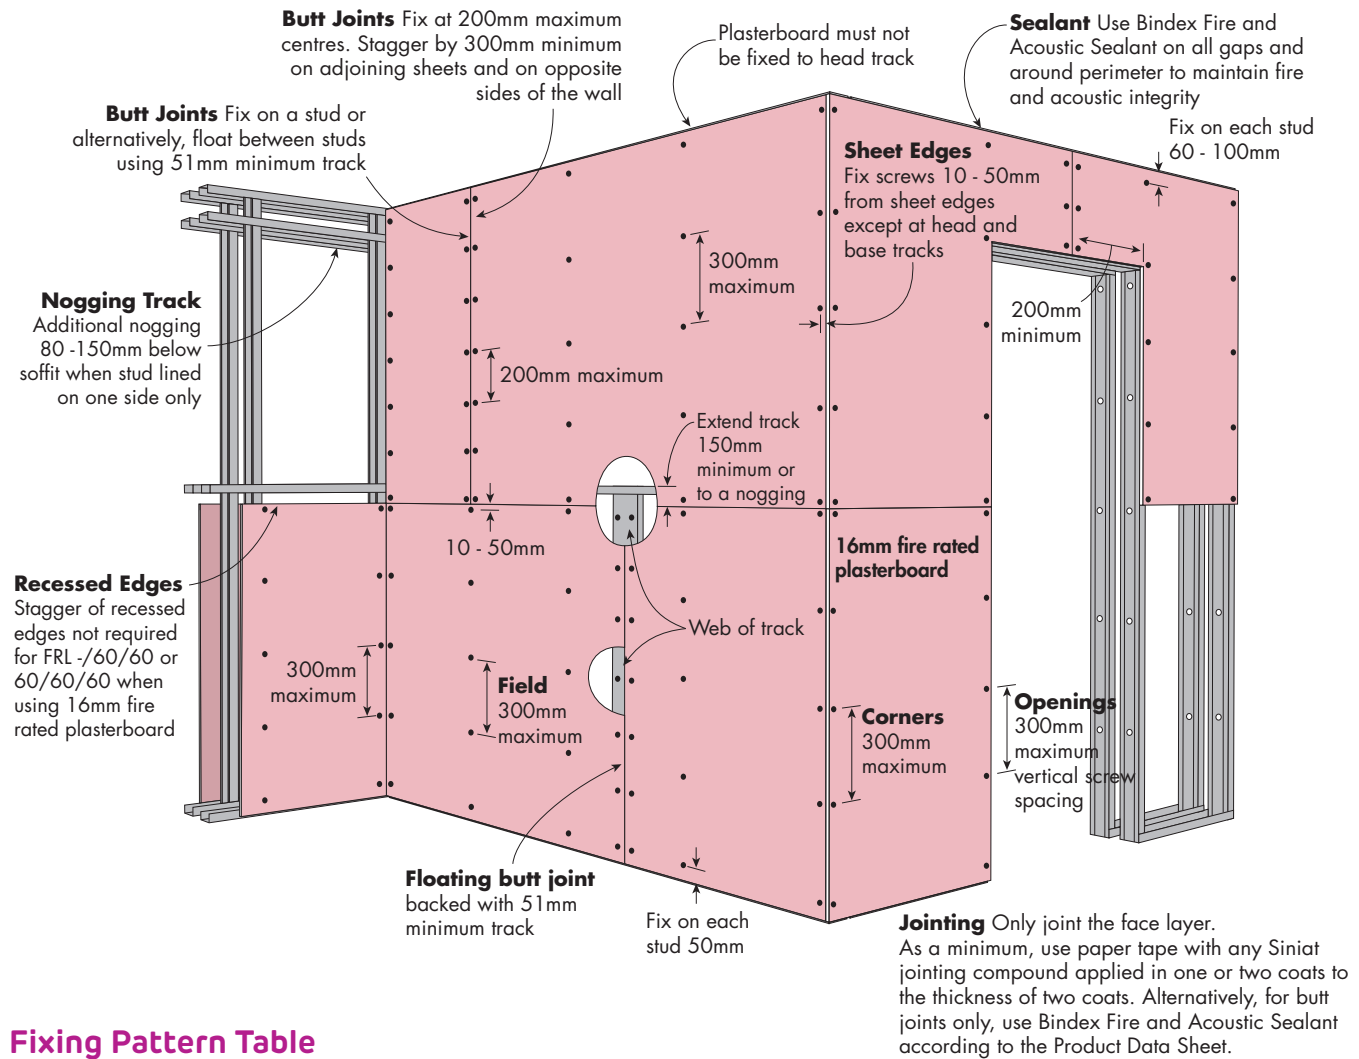 Butt Joints Fix at 200mm maximum
centres. Stagger by 300mm minimum
on adjoining sheets and on opposite
sides of the wall
Plasterboard must not
be fixed to head track
Sealant Use Bindex Fire and
Acoustic Sealant on all gaps and
around perimeter to maintain fire
and acoustic integrity
Butt Joints Fix on a stud or
alternatively, float between studs
using 51mm minimum track
Fix on each stud
60 - 100mm
Sheet Edges
Fix screws 10 - 50mm
from sheet edges
except at head and
base tracks
Nogging Track
Additional nogging
80 -150mm below
soffit when stud lined
on one side only
300mm
maximum
200mm
minimum
200mm maximum
Extend track
150mm
minimum or
to a nogging
10 - 50mm
16mm fire rated
plasterboard
Recessed Edges
Stagger of recessed
edges not required
for FRL -/60/60 or
60/60/60 when
using 16mm fire
rated plasterboard
Web of track
300mm
maximum
Field
300mm
maximum
Corners
300mm
maximum
Openings
300mm
maximum
vertical screw
spacing
Floating butt joint
backed with 51mm
minimum track
Fix on each
stud 50mm
Jointing Only joint the face layer.
As a minimum, use paper tape with any Siniat
jointing compound applied in one or two coats to
the thickness of two coats. Alternatively, for butt
joints only, use Bindex Fire and Acoustic Sealant
according to the Product Data Sheet.
Fixing Pattern Table